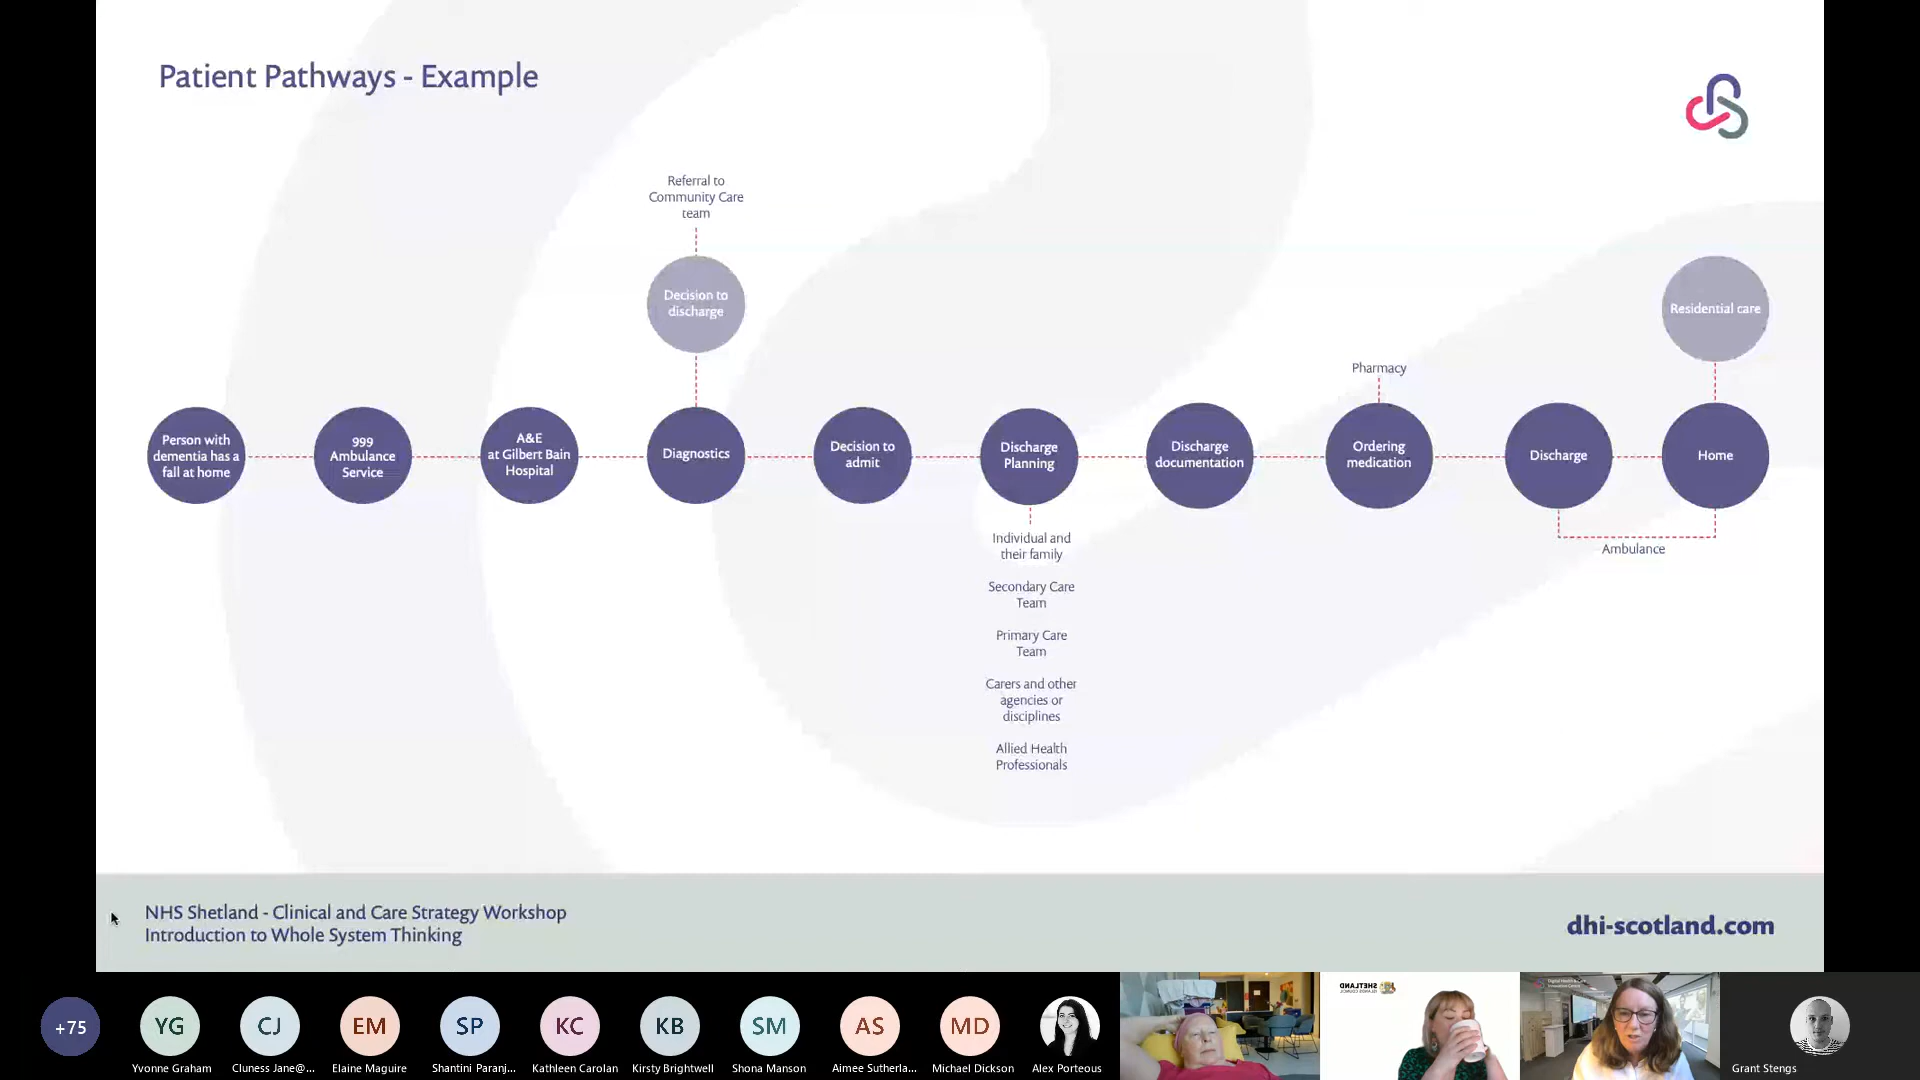 Patient Pathways - Example
Referral to
Community Care
team
Decision to
discharge
Residential care
Pharmacy
Person with
dementia has a
fall at home
999
Ambulance
Service
A&E
at Gilbert Bain
Hospital
Diagnostics
Decision to
admit
Discharge
Planning
Discharge
documentation
Ordering
medication
Discharge
Home
Ambulance
Individual and
their family
Secondary Care
Team
Primary Care
Team
Carers and other
agencies or
disciplines
Allied Health
Professionals
NHS Shetland - Clinical and Care Strategy Workshop
Introduction to Whole System Thinking
dhi-scotland.com
+75
YG
CJ
EM
SP
KC
KB
SM
AS
MD
Yvonne Graham
Cluness Jane@...
Elaine Maguire
Shantini Paranj...
Kathleen Carolan
Kirsty Brightwell
Shona Manson
Aimee Sutherla...
Michael Dickson
Alex Porteous
SHETLAND
ISLANDS COUNCIL
Grant Stengs